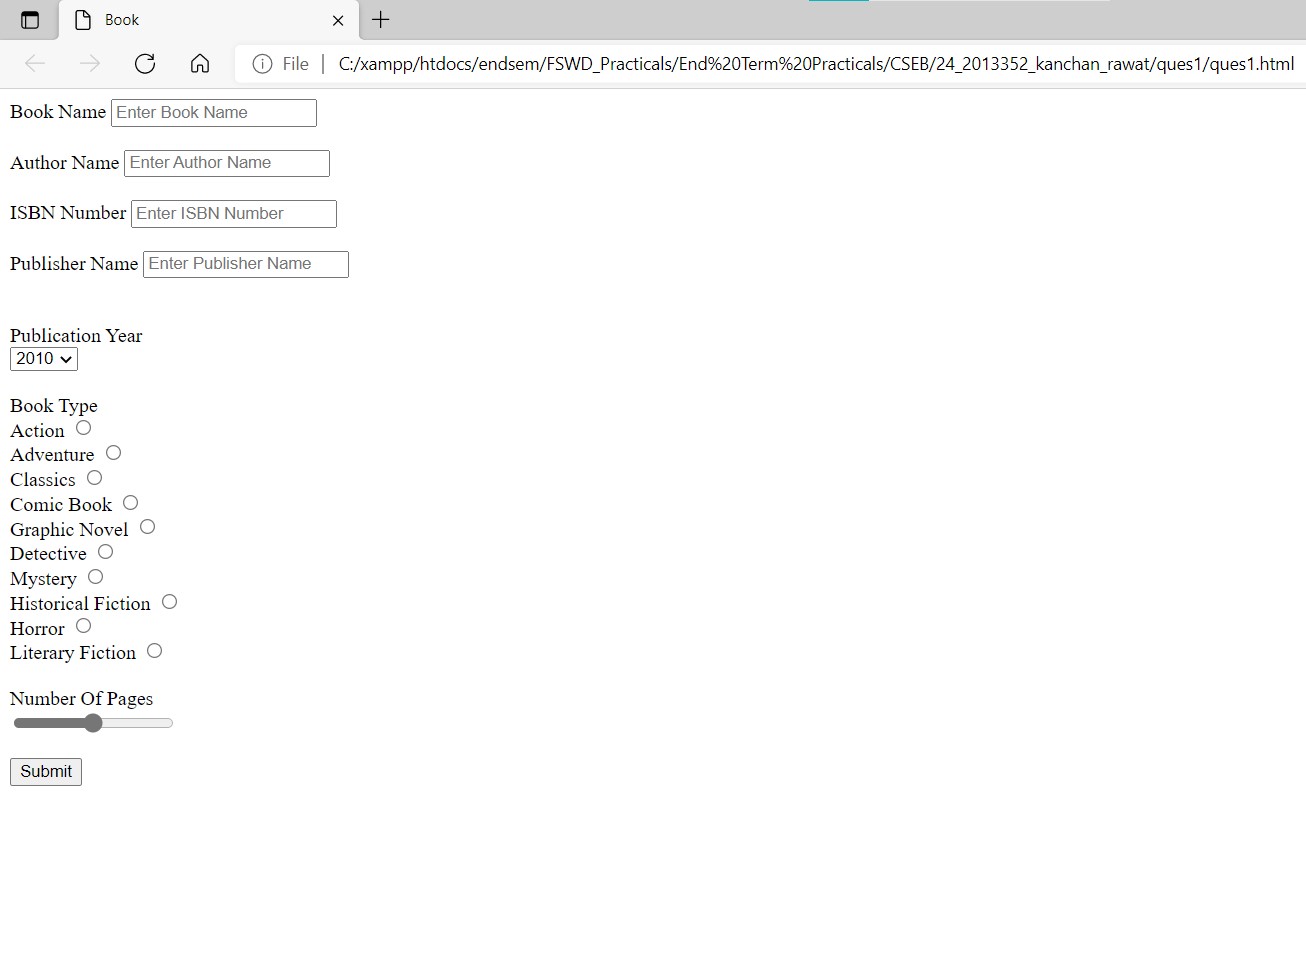 Book
File C:/xampp/htdocs/endsem/FSWD_Practicals/End%20Term%20Practicals/CSEB/24_2013352_kanchan_rawat/ques1/ques1.html
Book Name Enter Book Name
Author Name Enter Author Name
ISBN Number Enter ISBN Number
Publisher Name Enter Publisher Name
Publication Year
2010
Book Type
Action
Adventure
Classics
Comic Book
Graphic Novel
Detective
Mystery
Historical Fiction
Horror
Literary Fiction
Number Of Pages
Submit